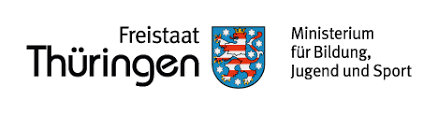 Freistaat
Thüringen
Ministerium
für Bildung,
Jugend und Sport